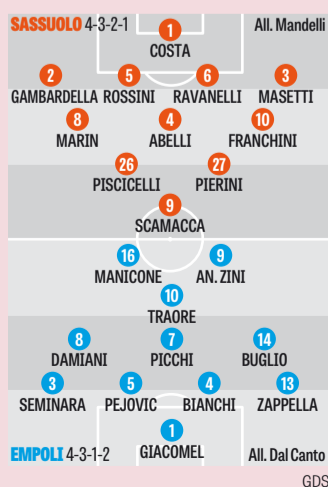 SASSUOLO 4-3-2-1 All. Mandelli
1
COSTA
2 5 6 3
GAMBARDELLA ROSSINI RAVANELLI MASETTI
8 4 10
MARIN ABELLI FRANCHINI
26 27
PISCICELLI PIERINI
9
SCAMACCA
16 9
MANICONE AN. ZINI
10
TRAORE
8 7 14
DAMIANI PICCHI BUGLIO
3 5 4 13
SEMINARA PEJOVIC BIANCHI ZAPPELLA
1
EMPOLI 4-3-1-2 GIACOMEL All. Dal Canto
GDS